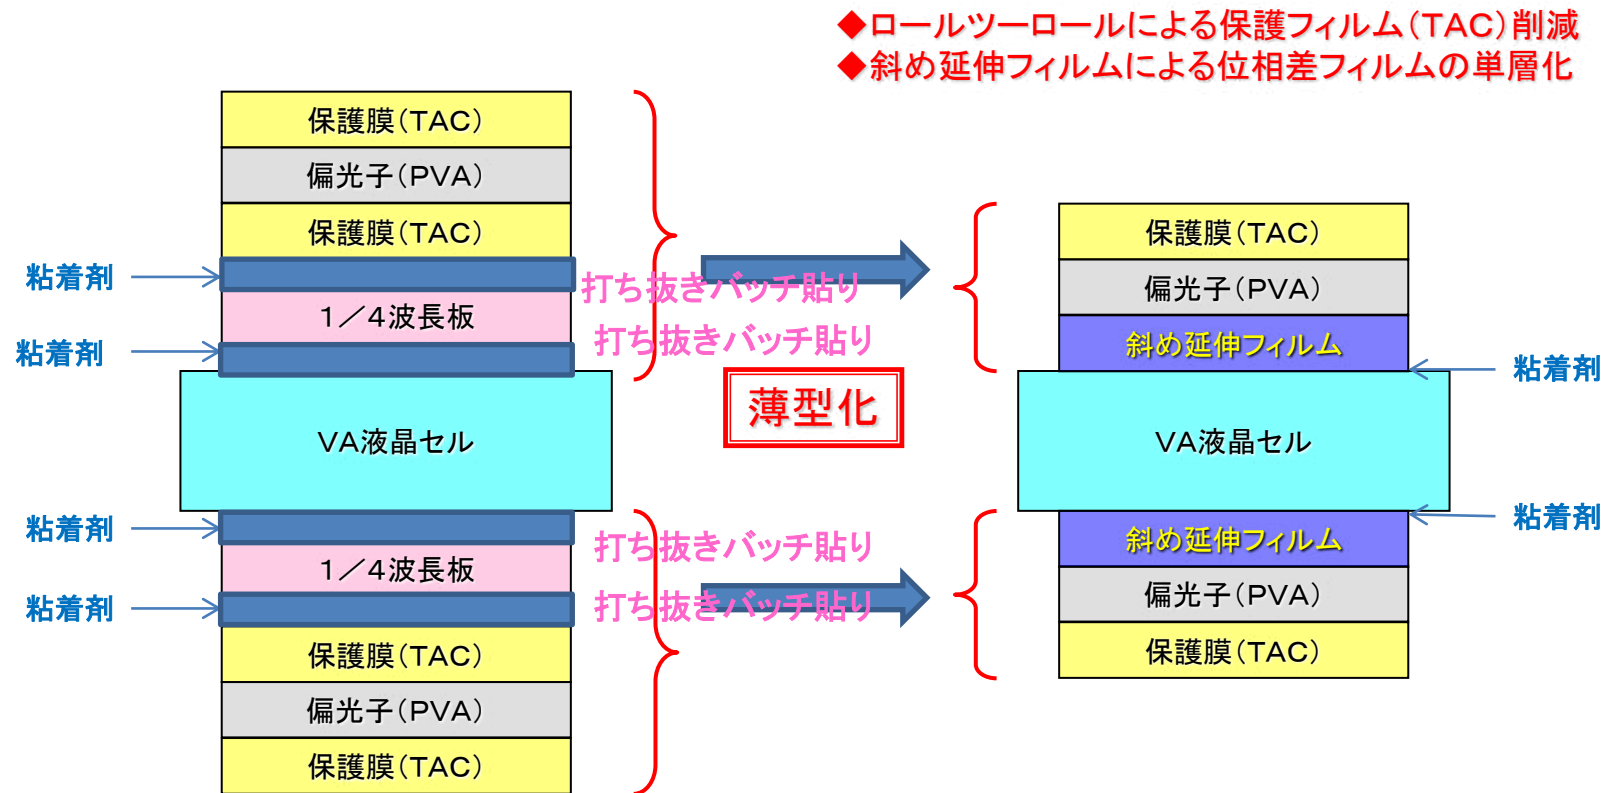 ◆ロールツーロールによる保護フィルム(TAC)削減
◆斜め延伸フィルムによる位相差フィルムの単層化
保護膜(TAC)
偏光子(PVA)
保護膜(TAC)
粘着剤
打ち抜きバッチ貼り
1/4波長板
打ち抜きバッチ貼り
粘着剤
VA液晶セル
粘着剤
打ち抜きバッチ貼り
1/4波長板
粘着剤
打ち抜きバッチ貼り
保護膜(TAC)
偏光子(PVA)
保護膜(TAC)
薄型化
保護膜(TAC)
偏光子(PVA)
斜め延伸フィルム
粘着剤
VA液晶セル
粘着剤
斜め延伸フィルム
偏光子(PVA)
保護膜(TAC)